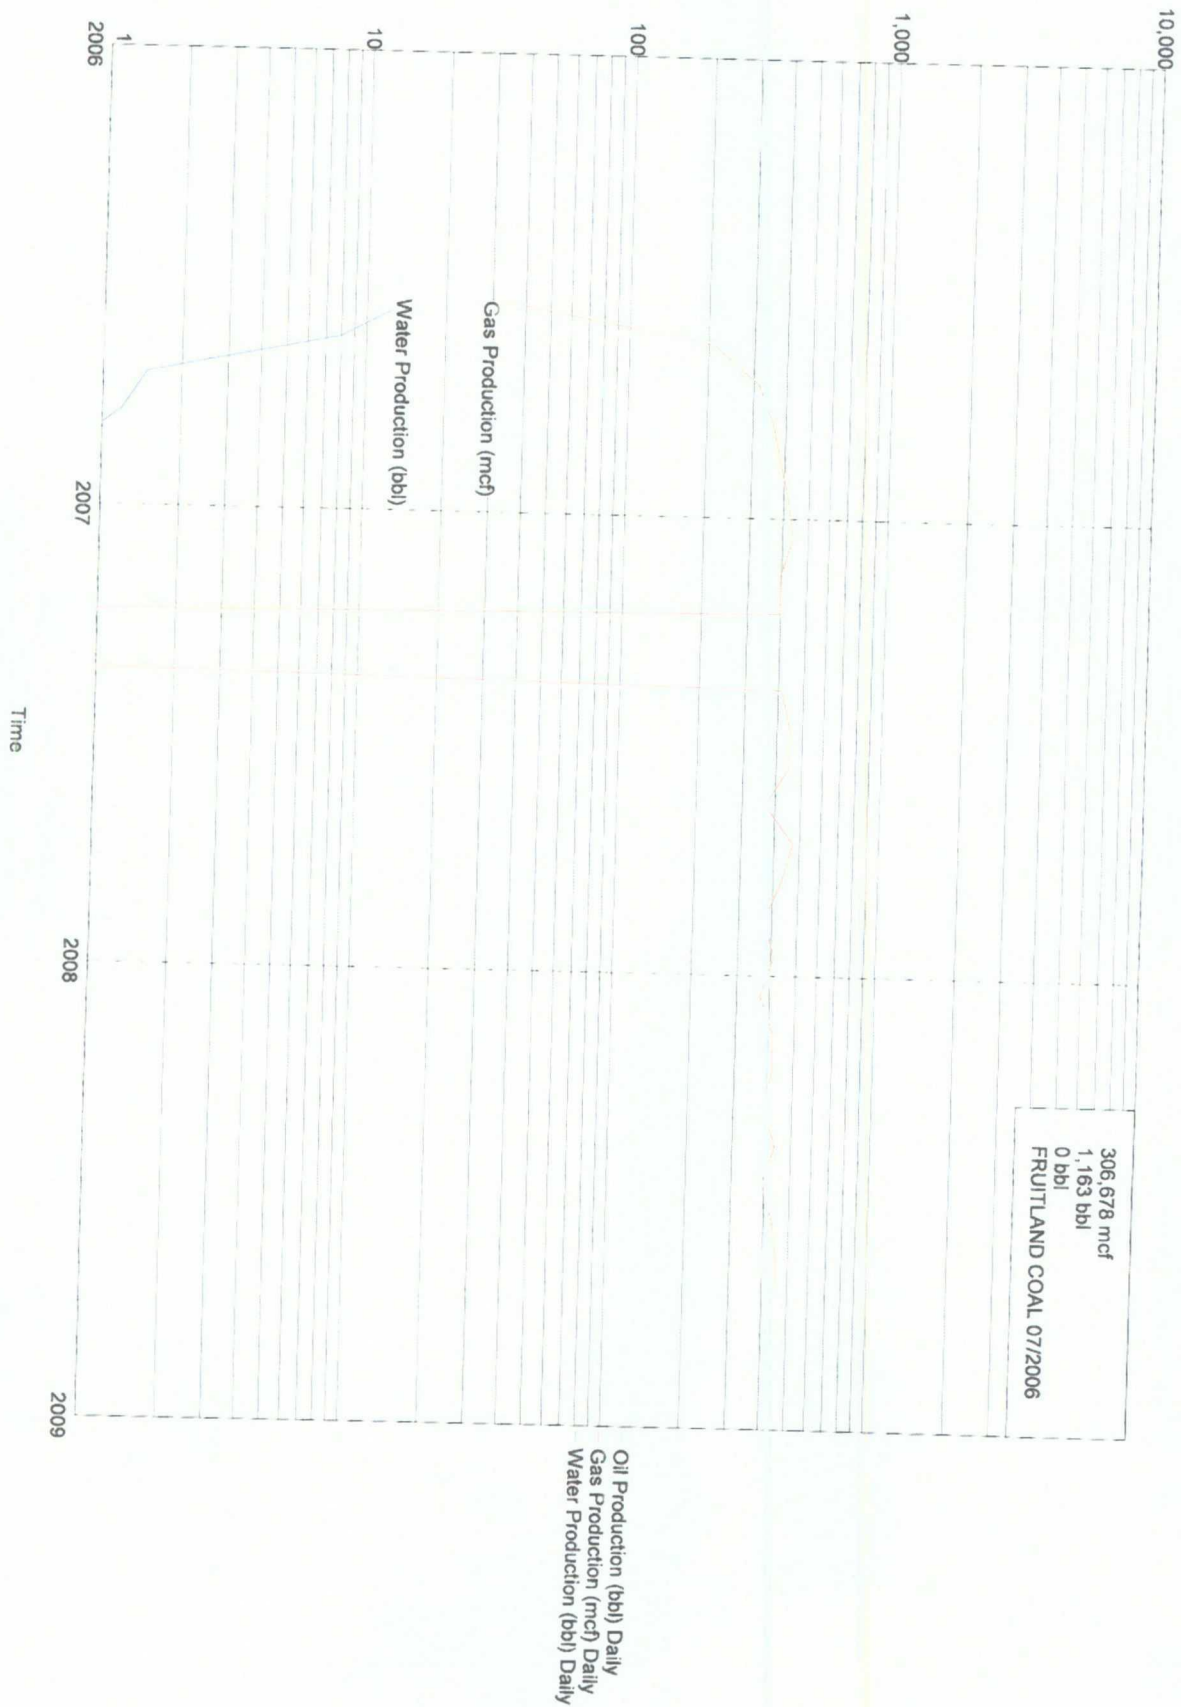 10,000
1,000
100
10
1
2006
2007
2008
2009
Time
Gas Production (mcf)
Water Production (bbl)
306,678 mcf
1,163 bbl
0 bbl
FRUITLAND COAL 07/2006
Oil Production (bbl) Daily
Gas Production (mcf) Daily
Water Production (bbl) Daily